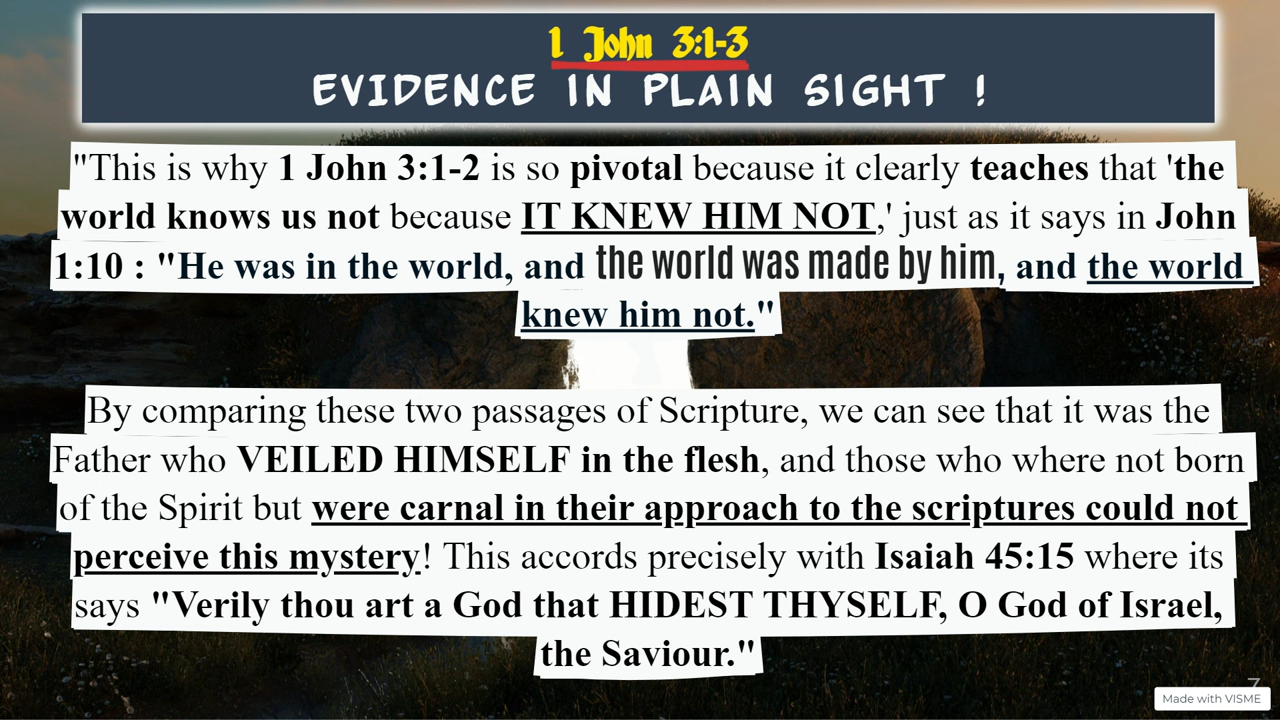 1 John 3:1-3
EVIDENCE IN PLAIN SIGHT !
"This is why 1 John 3:1-2 is so pivotal because it clearly teaches that 'the
world knows us not because IT KNEW HIM NOT,' just as it says in John
1:10 : "He was in the world, and the world was made by him, and the world
knew him not."
By comparing these two passages of Scripture, we can see that it was the
Father who VEILED HIMSELF in the flesh, and those who where not born
of the Spirit but were carnal in their approach to the scriptures could not
perceive this mystery! This accords precisely with Isaiah 45:15 where its
says "Verily thou art a God that HIDEST THYSELF, O God of Israel,
the Saviour."
7
Made with VISME